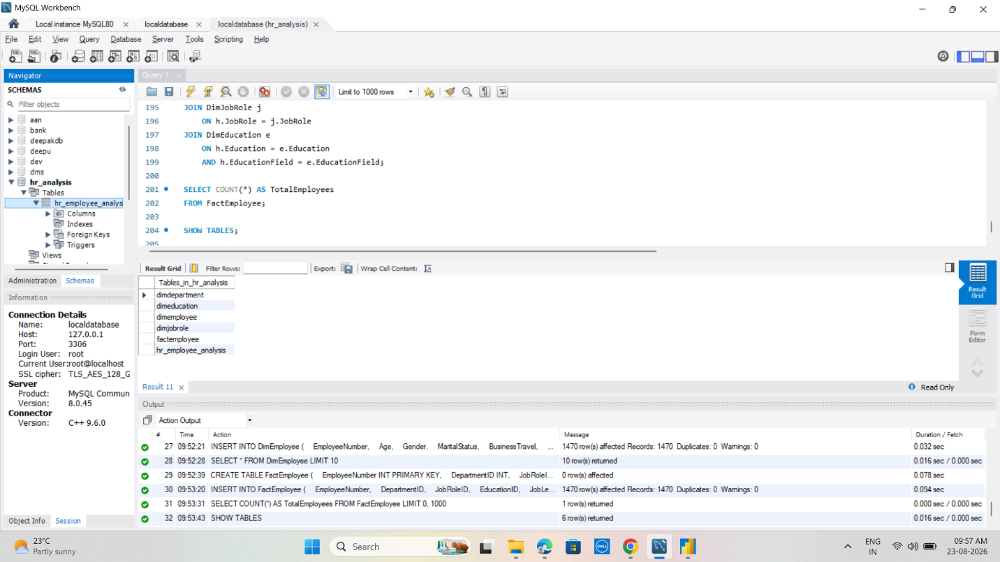 MySQL Workbench
Local instance MySQL80
localdatabase
localdatabase (hr_analysis)
File Edit View Query Database Server Tools Scripting Help
Navigator
SCHEMAS
Filter objects
aan
bank
deepakdb
deepu
dev
dms
hr_analysis
Tables
hr_employee_analys
Columns
Indexes
Foreign Keys
Triggers
Views
Administration Schemas
Information
Connection Details
Name: localdatabase
Host: 127.0.0.1
Port: 3306
Login User: root
Current User:root@localhost
SSL cipher: TLS_AES_128_G
Server
Product: MySQL Commun
Version: 8.0.45
Connector
Version: C++ 9.6.0
Object Info Session
Query 1
Limit to 1000 rows
195 JOIN DimJobRole j
196 ON h.JobRole = j.JobRole
197 JOIN DimEducation e
198 ON h.Education = e.Education
199 AND h.EducationField = e.EducationField;
200
201 SELECT COUNT(*) AS TotalEmployees
202 FROM FactEmployee;
203
204 SHOW TABLES;
205
Result Grid Filter Rows: Export: Wrap Cell Content:
Tables_in_hr_analysis
dimdepartment
dimeducation
dimemployee
dimjobrole
factemployee
hr_employee_analysis
Result Grid
Form Editor
Result 11
Read Only
Output
Action Output
# Time Action Message Duration / Fetch
27 09:52:21 INSERT INTO DimEmployee ( EmployeeNumber, Age, Gender, MaritalStatus, BusinessTravel, ... 1470 row(s) affected Records: 1470 Duplicates: 0 Warnings: 0 0.032 sec
28 09:52:28 SELECT * FROM DimEmployee LIMIT 10 10 row(s) returned 0.016 sec / 0.000 sec
29 09:52:39 CREATE TABLE FactEmployee ( EmployeeNumber INT PRIMARY KEY, DepartmentID INT, JobRoleI... 0 row(s) affected 0.078 sec
30 09:53:20 INSERT INTO FactEmployee ( EmployeeNumber, DepartmentID, JobRoleID, EducationID, JobLe... 1470 row(s) affected Records: 1470 Duplicates: 0 Warnings: 0 0.094 sec
31 09:53:31 SELECT COUNT(*) AS TotalEmployees FROM FactEmployee LIMIT 0, 1000 1 row(s) returned 0.000 sec / 0.000 sec
32 09:53:43 SHOW TABLES 6 row(s) returned 0.016 sec / 0.000 sec
23°C
Partly sunny
Search
DELL
ENG
IN
09:57 AM
23-08-2026